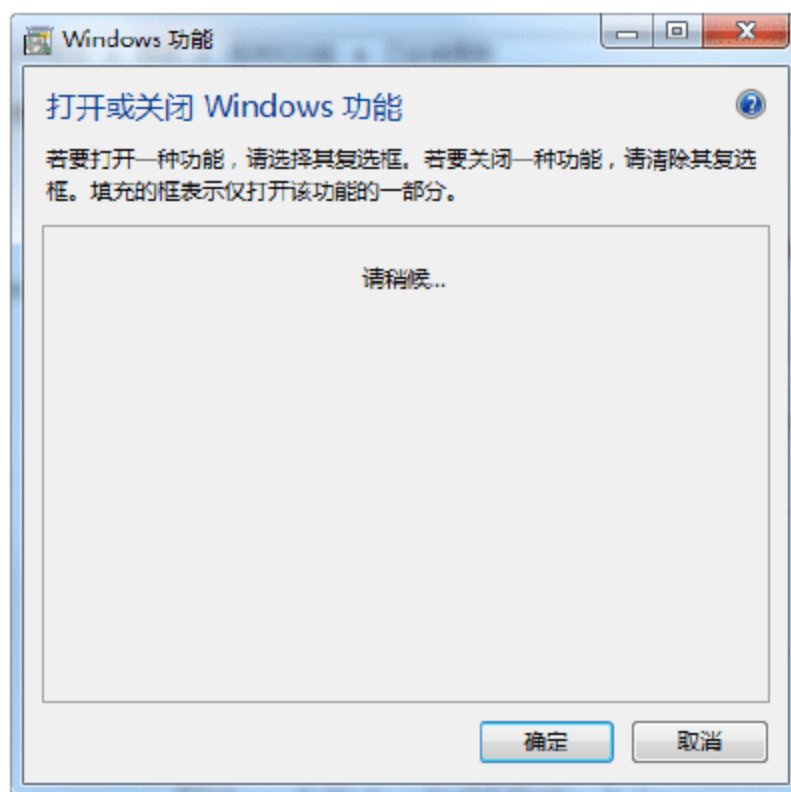 Windows 功能
打开或关闭 Windows 功能
若要打开一种功能，请选择其复选框。若要关闭一种功能，请清除其复选
框。填充的框表示仅打开该功能的一部分。
请稍候...
确定
取消